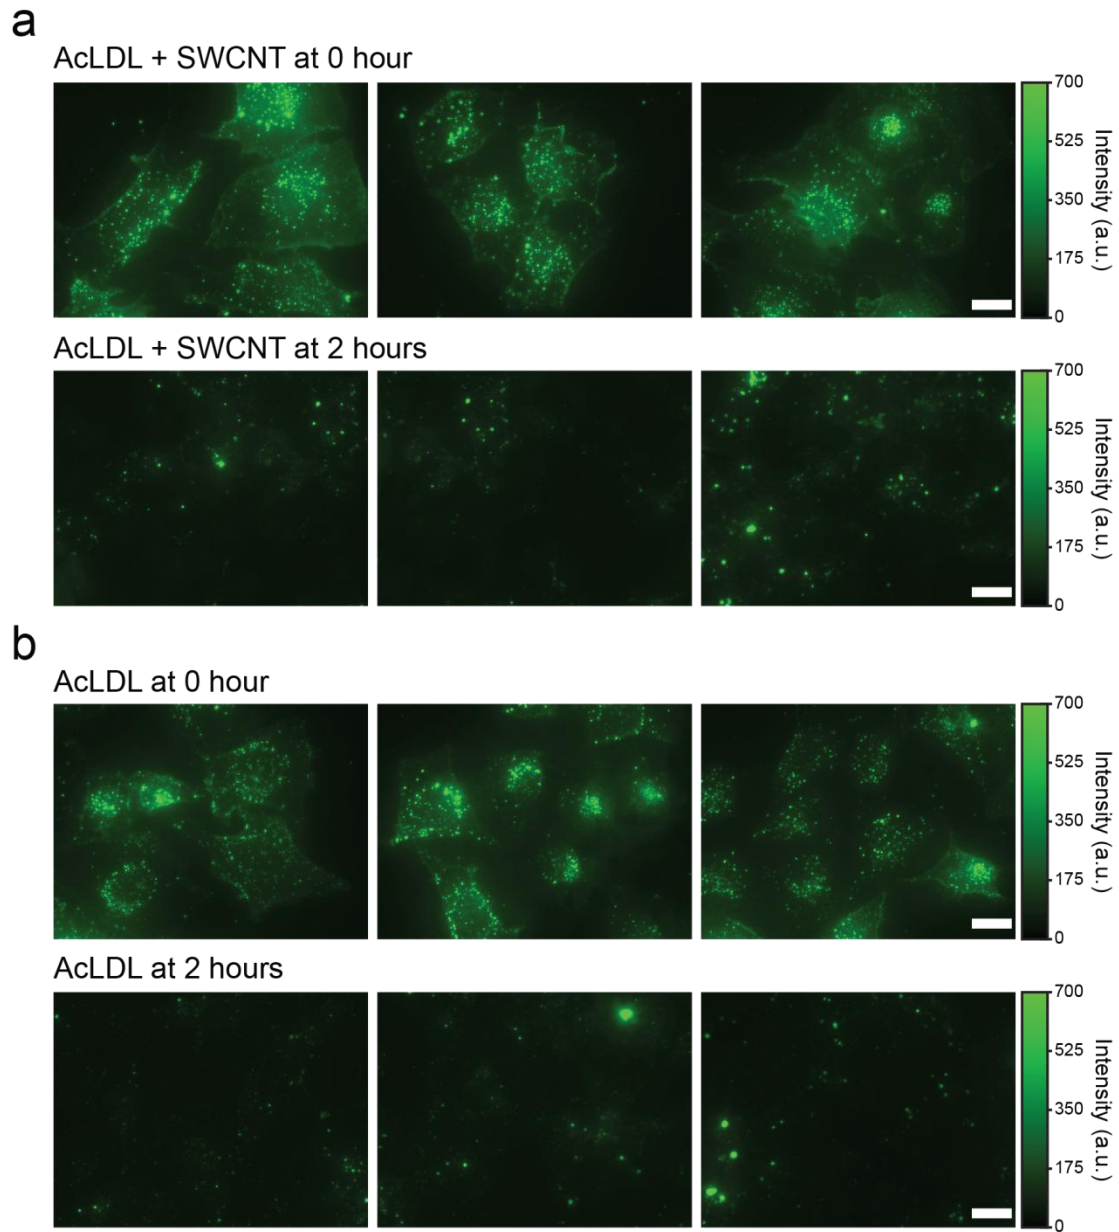 a
AcLDL + SWCNT at 0 hour
700
525
350
175
0
Intensity (a.u.)
AcLDL + SWCNT at 2 hours
700
525
350
175
0
Intensity (a.u.)
b
AcLDL at 0 hour
700
525
350
175
0
Intensity (a.u.)
AcLDL at 2 hours
700
525
350
175
0
Intensity (a.u.)